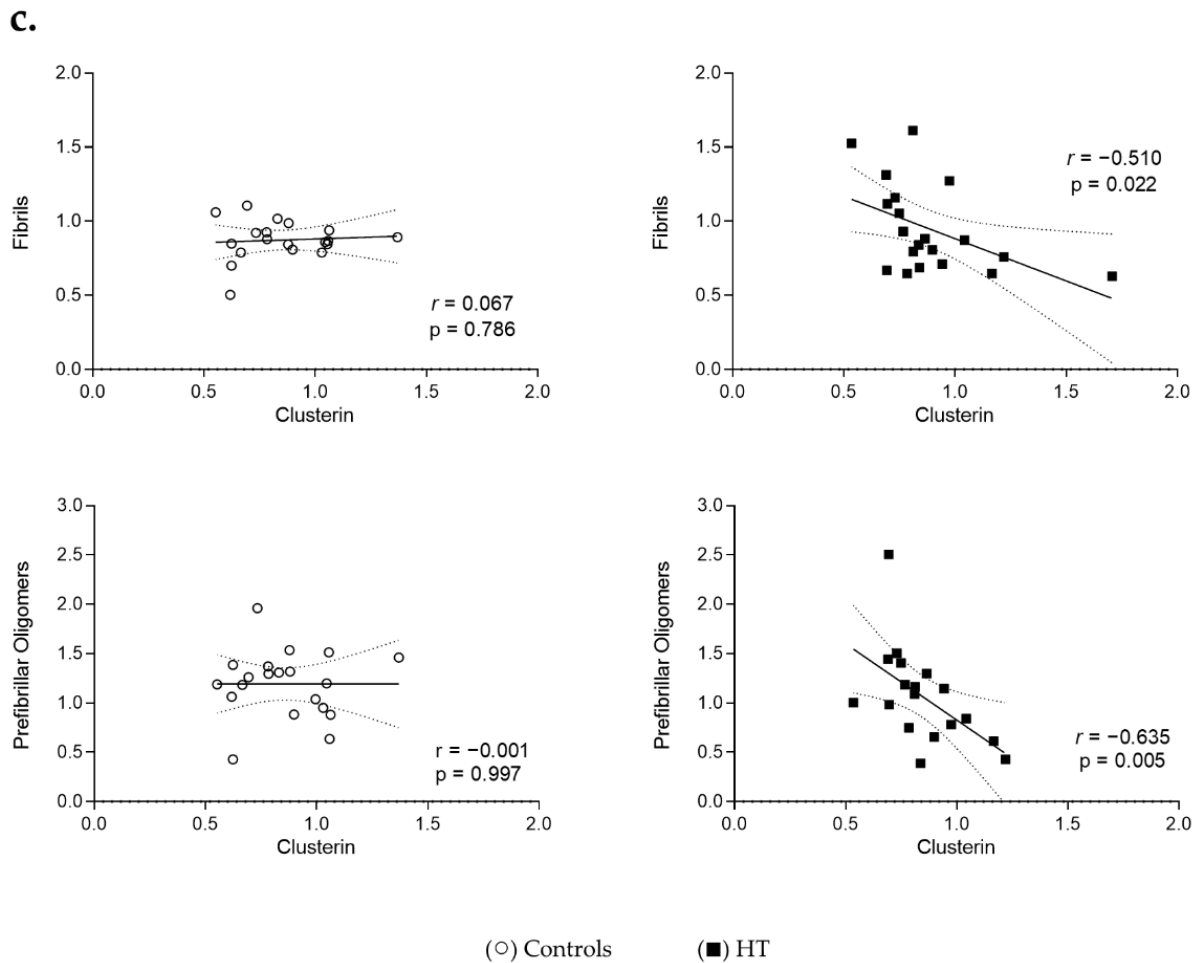 c.
2.0
1.5
1.0
0.5
0.0
Fibrils
r = 0.067
p = 0.786
0.0 0.5 1.0 1.5 2.0
Clusterin
2.0
1.5
1.0
0.5
0.0
Fibrils
r = −0.510
p = 0.022
0.0 0.5 1.0 1.5 2.0
Clusterin
3.0
2.5
2.0
1.5
1.0
0.5
0.0
Prefibrillar Oligomers
r = −0.001
p = 0.997
0.0 0.5 1.0 1.5 2.0
Clusterin
3.0
2.5
2.0
1.5
1.0
0.5
0.0
Prefibrillar Oligomers
r = −0.635
p = 0.005
0.0 0.5 1.0 1.5 2.0
Clusterin
(○) Controls (■) HT